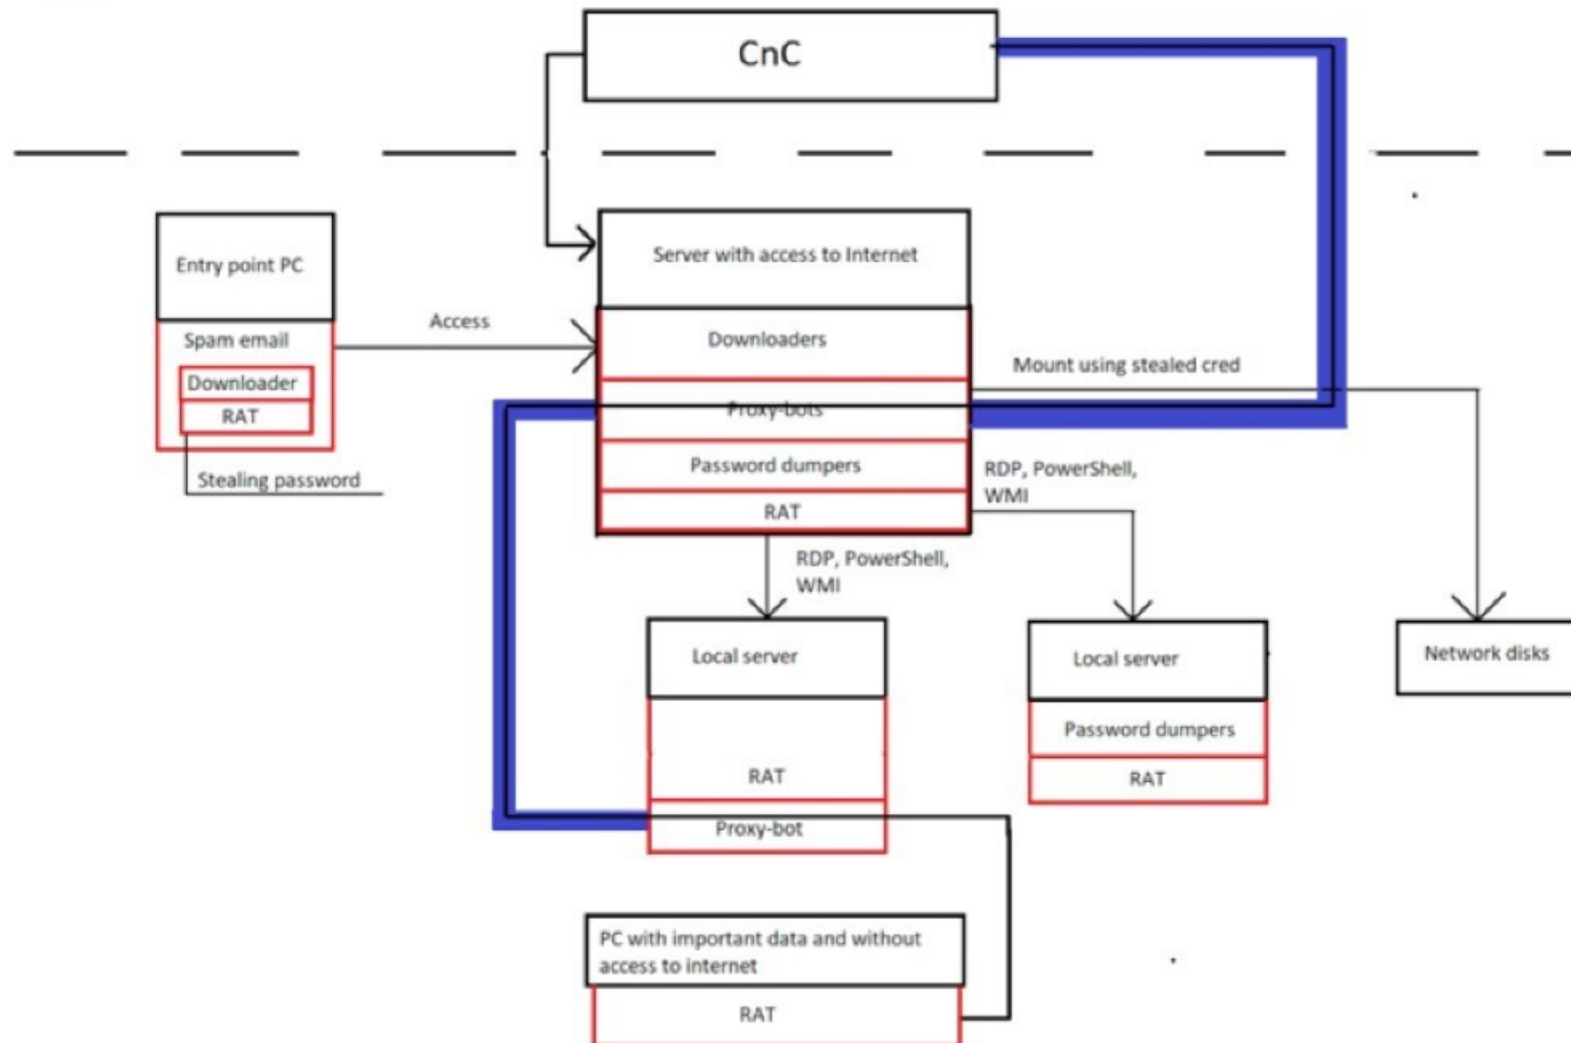 CnC
Entry point PC
Spam email
Downloader
RAT
Stealing password
Access
Server with access to Internet
Downloaders
Proxy-bots
Password dumpers
RAT
Mount using stealed cred
RDP, PowerShell,
WMI
RDP, PowerShell,
WMI
Local server
RAT
Proxy-bot
Local server
Password dumpers
RAT
Network disks
PC with important data and without
access to internet
RAT